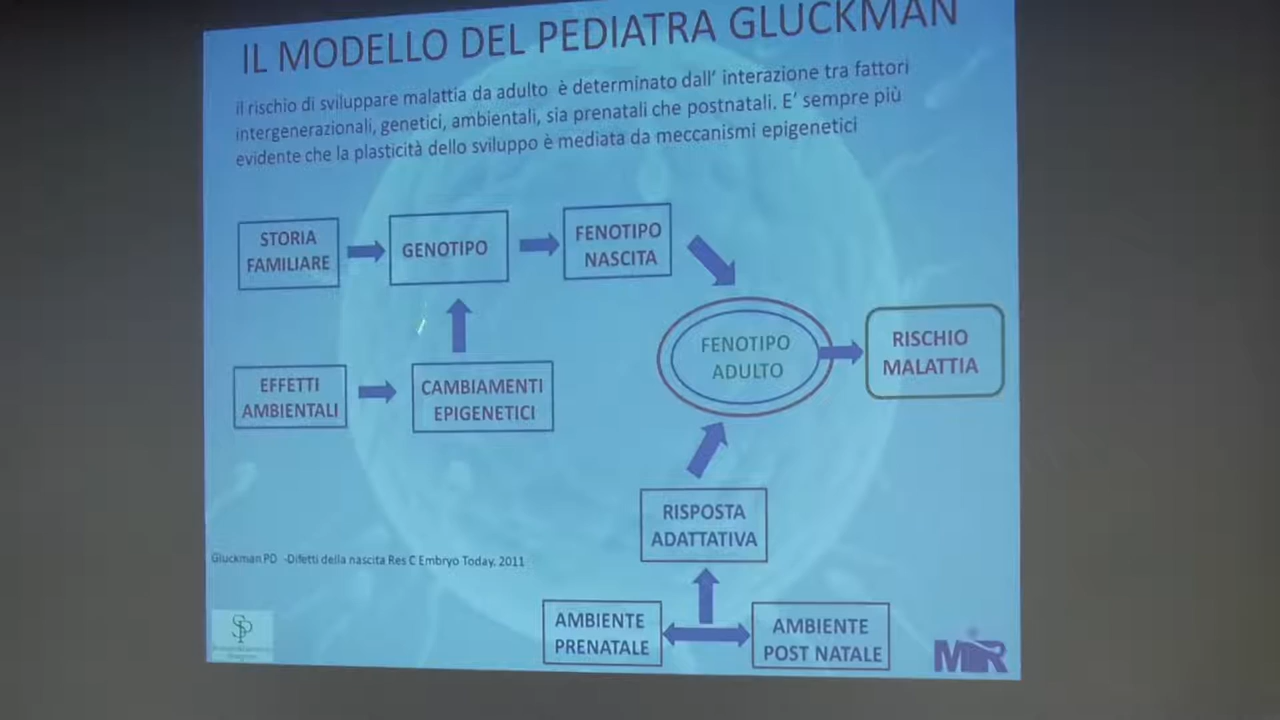 IL MODELLO DEL PEDIATRA GLUCKMAN
il rischio di sviluppare malattia da adulto è determinato dall' interazione tra fattori
intergenerazionali, genetici, ambientali, sia prenatali che postnatali. E' sempre più
evidente che la plasticità dello sviluppo è mediata da meccanismi epigenetici
STORIA
FAMILIARE
GENOTIPO
FENOTIPO
NASCITA
FENOTIPO
ADULTO
RISCHIO
MALATTIA
EFFETTI
AMBIENTALI
CAMBIAMENTI
EPIGENETICI
RISPOSTA
ADATTATIVA
Gluckman PD -Difetti della nascita Res C Embryo Today. 2011
AMBIENTE
PRENATALE
AMBIENTE
POST NATALE
MIR